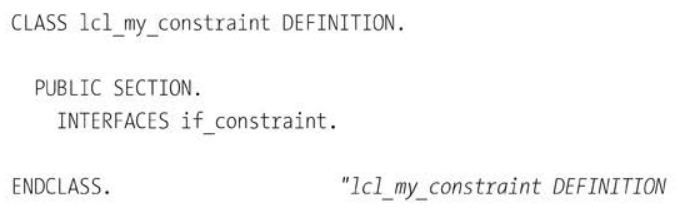 CLASS lcl_my_constraint DEFINITION.
PUBLIC SECTION.
INTERFACES if_constraint.
ENDCLASS. "lcl_my_constraint DEFINITION